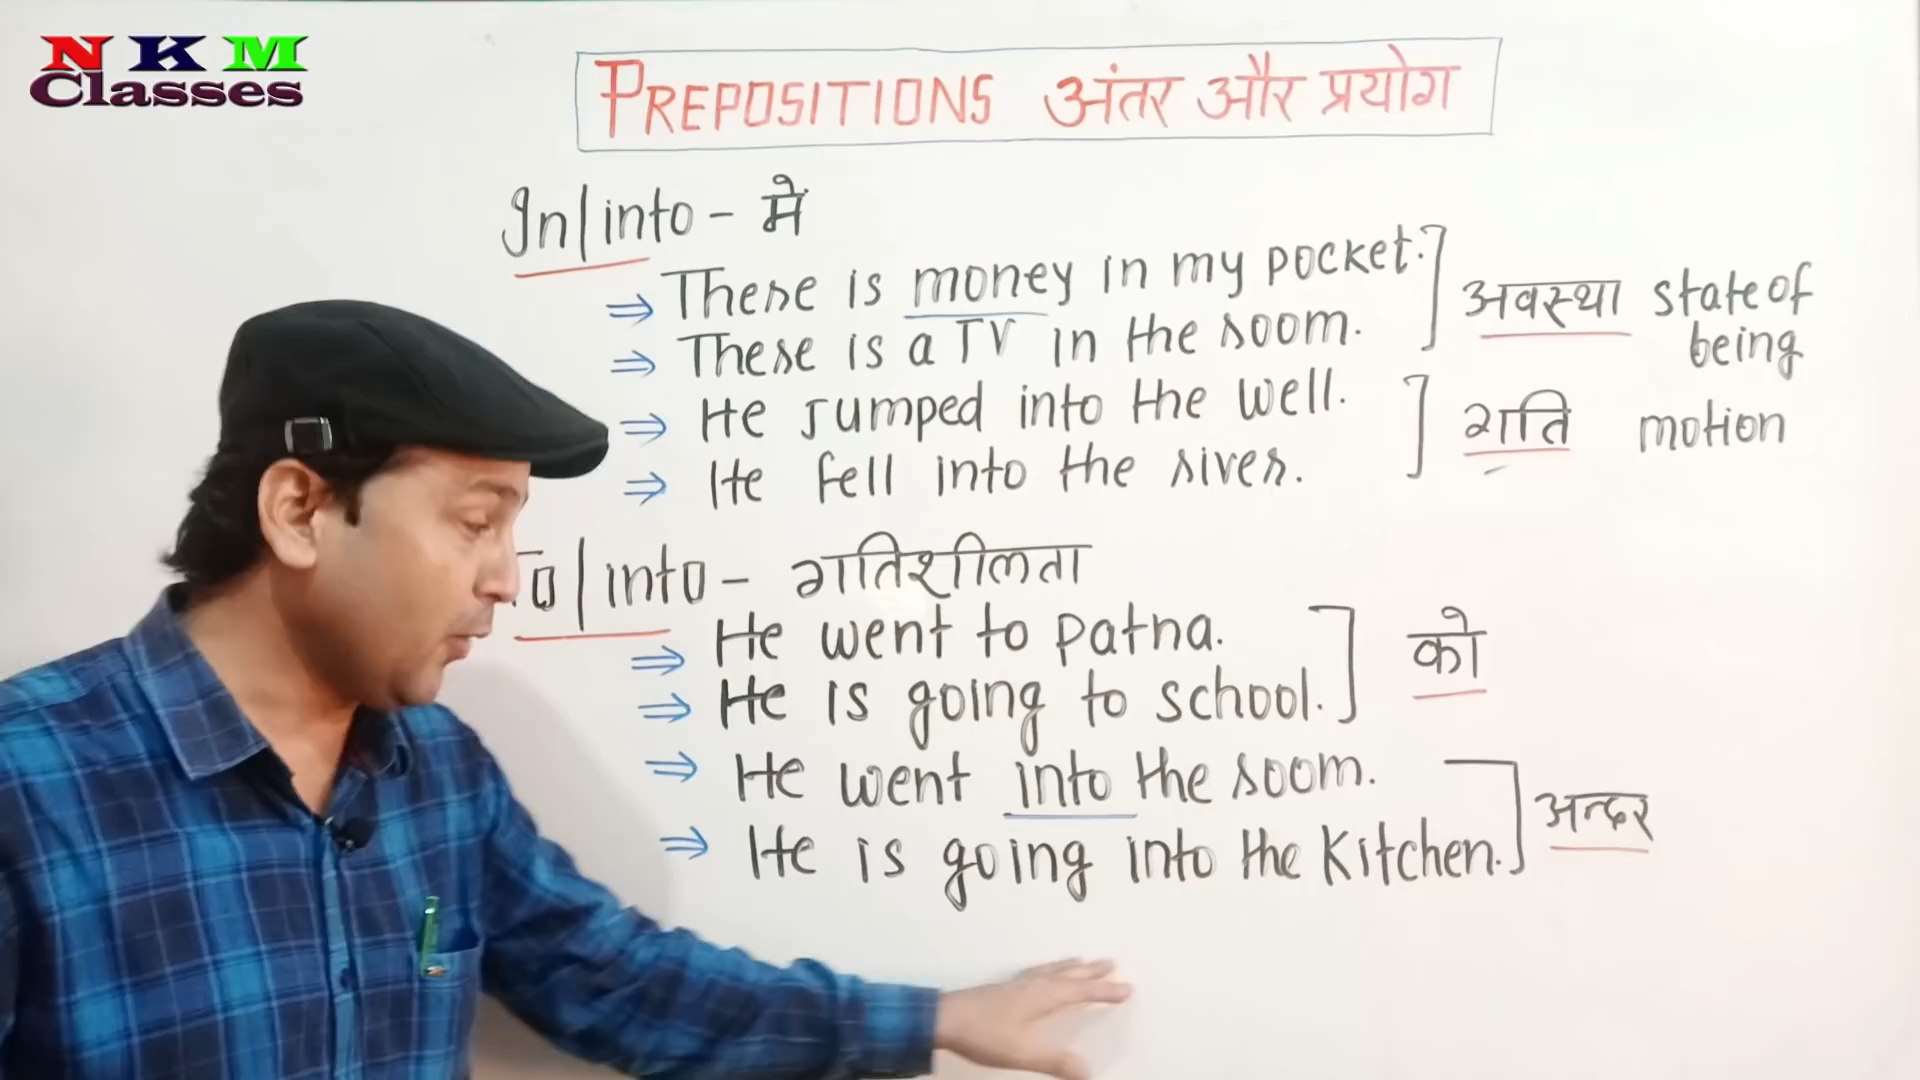 NKM
Classes
PREPOSITIONS अंतर और प्रयोग
In|into - में
⇒ There is money in my pocket.
⇒ There is a TV in the room.
अवस्था state of being
⇒ He jumped into the well.
⇒ He fell into the river.
गति motion
To|into - गतिशीलता
⇒ He went to patna.
⇒ He is going to school.
को
⇒ He went into the room.
⇒ He is going into the kitchen.
अन्दर